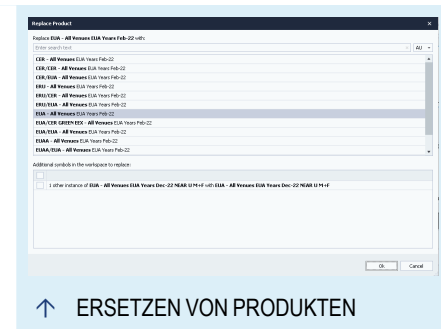 Replace Product
Replace EUA - All Venues EUA Years Feb-22 with:
Enter search text
AU
CER - All Venues EUA Years Feb-22
CER/CER - All Venues EUA Years Feb-22
CER/EUA - All Venues EUA Years Feb-22
ERU - All Venues EUA Years Feb-22
ERU/CER - All Venues EUA Years Feb-22
ERU/EUA - All Venues EUA Years Feb-22
EUA - All Venues EUA Years Feb-22
EUA/CER GREEN EEX - All Venues EUA Years Feb-22
EUA/EUA - All Venues EUA Years Feb-22
EUAA - All Venues EUA Years Feb-22
EUAA/EUA - All Venues EUA Years Feb-22
Additional symbols in the workspace to replace:
1 other instance of EUA - All Venues EUA Years Dec-22 NEAR U M+F with EUA - All Venues EUA Years Dec-22 NEAR U M+F
Ok Cancel
ERSETZEN VON PRODUKTEN